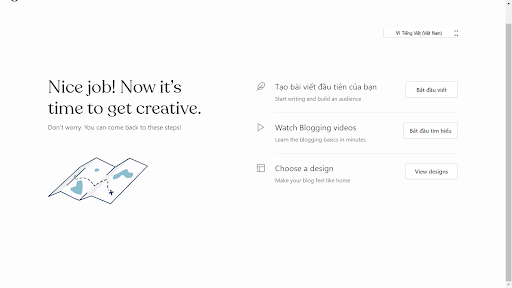 VI Tiếng Việt (Việt Nam)
Nice job! Now it's
time to get creative.
Don't worry. You can come back to these steps!
Tạo bài viết đầu tiên của bạn
Start writing and build an audience
Bắt đầu viết
Watch Blogging videos
Learn the blogging basics in minutes
Bắt đầu tìm hiểu
Choose a design
Make your blog feel like home
View designs